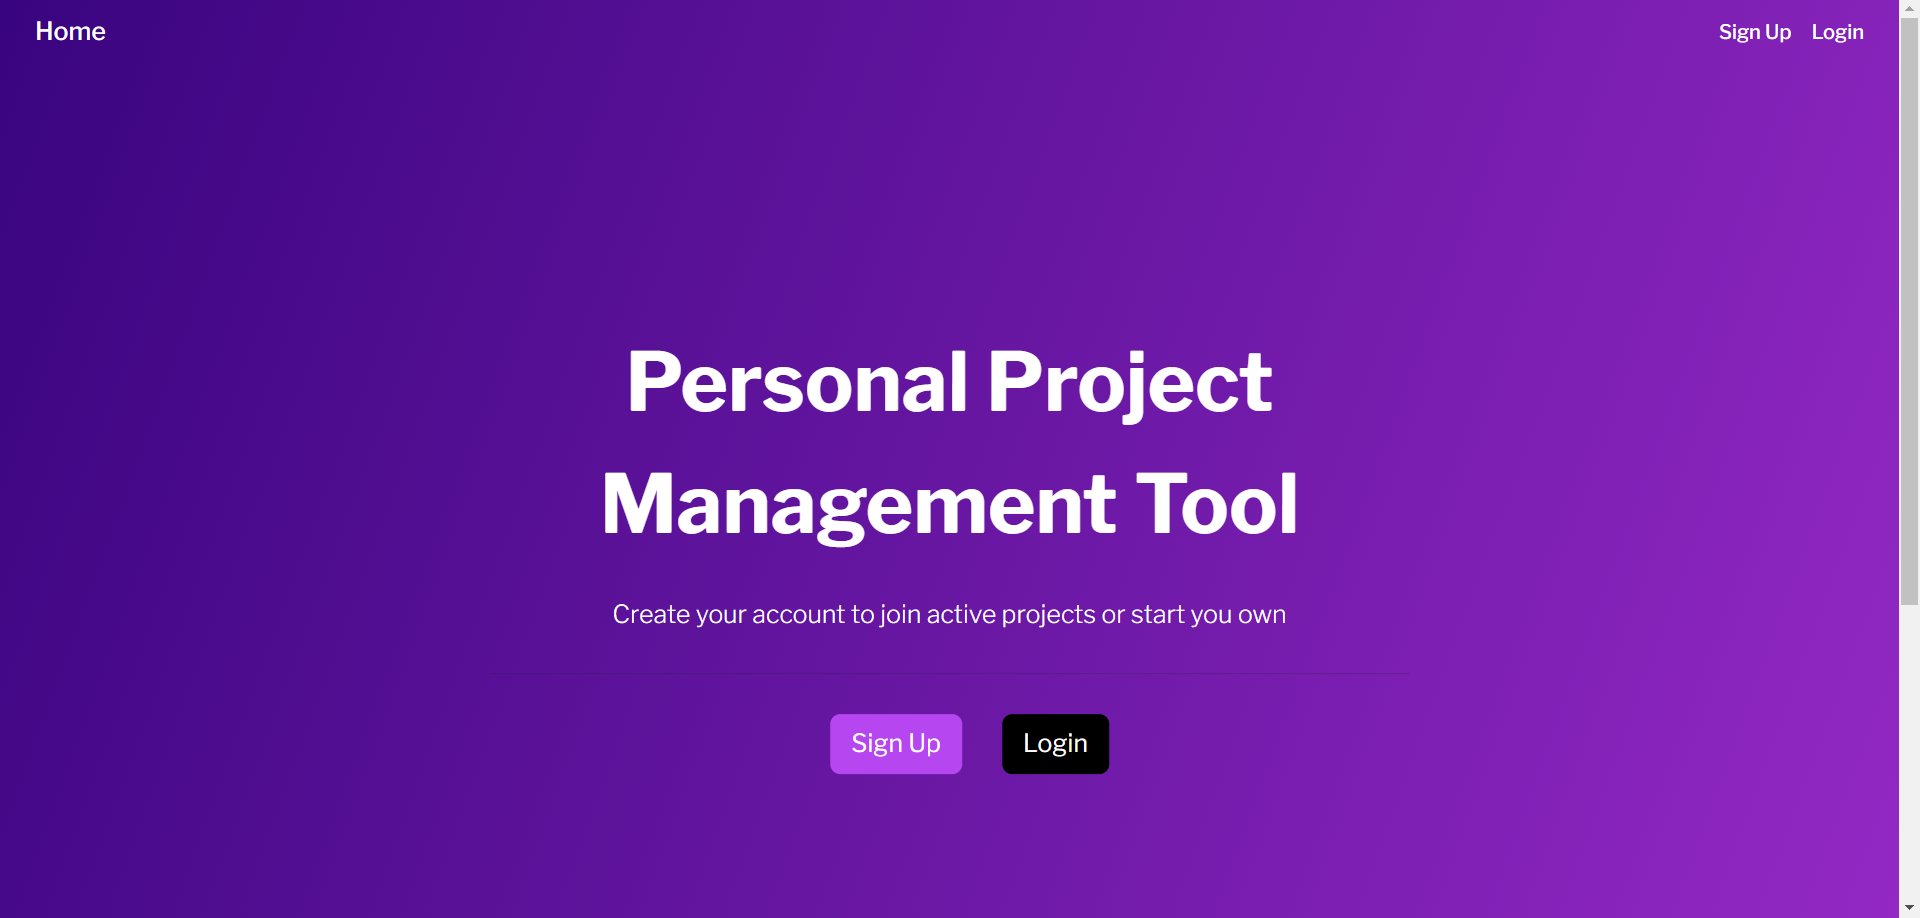 Home
Sign Up
Login
Personal Project
Management Tool
Create your account to join active projects or start you own
Sign Up
Login